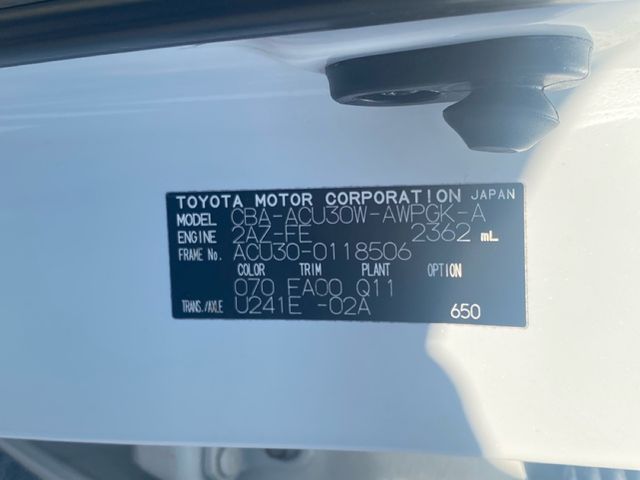 TOYOTA MOTOR CORPORATION JAPAN
MODEL CBA-ACU30W-AWPGK-A
ENGINE 2AZ-FE 2362 mL
FRAME No. ACU30-0118506
COLOR TRIM PLANT OPTION
070 EA00 Q11
TRANS./AXLE U241E -02A 650